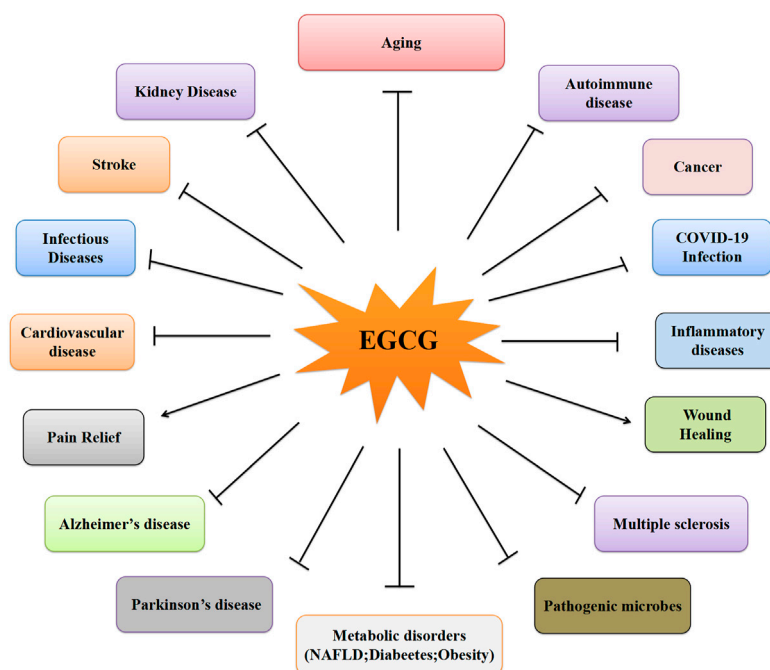 Aging
Kidney Disease
Autoimmune
disease
Stroke
Cancer
Infectious
Diseases
COVID-19
Infection
EGCG
Cardiovascular
disease
Inflammatory
diseases
Pain Relief
Wound
Healing
Alzheimer's disease
Multiple sclerosis
Parkinson's disease
Pathogenic microbes
Metabolic disorders
(NAFLD;Diabeetes;Obesity)